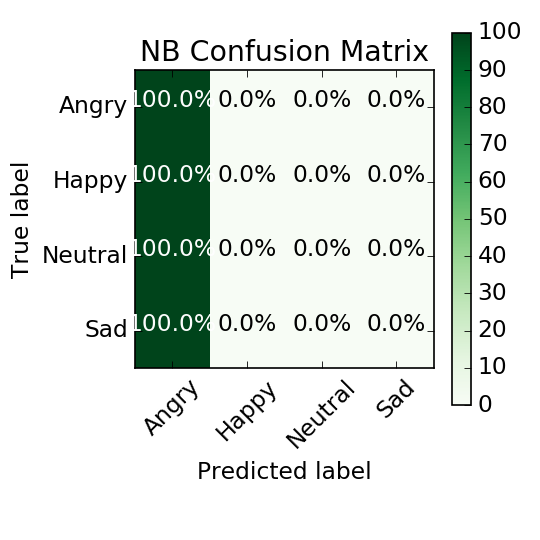 NB Confusion Matrix
100
90
80
70
60
50
40
30
20
10
0
True label
Angry 100.0% 0.0% 0.0% 0.0%
Happy 100.0% 0.0% 0.0% 0.0%
Neutral 100.0% 0.0% 0.0% 0.0%
Sad 100.0% 0.0% 0.0% 0.0%
Angry Happy Neutral Sad
Predicted label